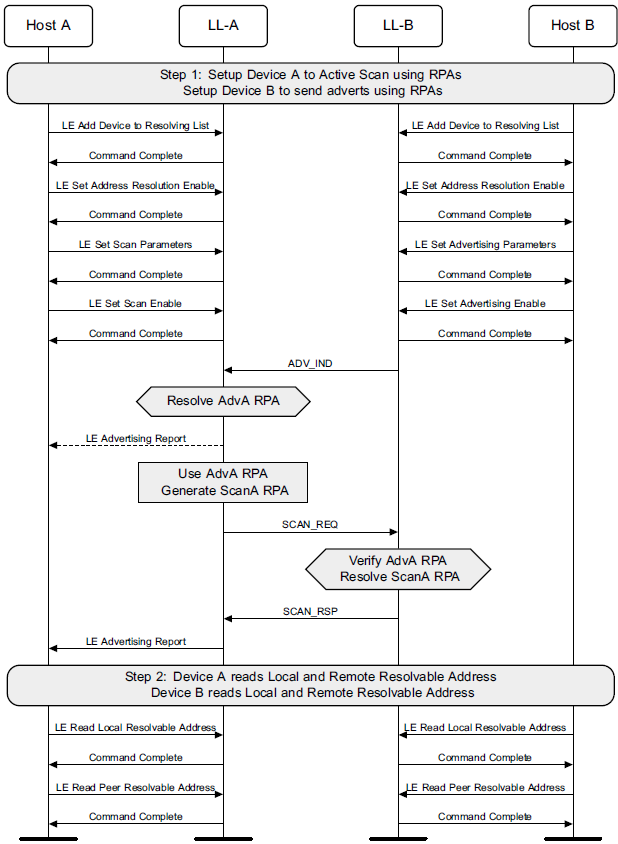 Host A
LL-A
LL-B
Host B
Step 1: Setup Device A to Active Scan using RPAs
Setup Device B to send adverts using RPAs
LE Add Device to Resolving List
LE Add Device to Resolving List
Command Complete
Command Complete
LE Set Address Resolution Enable
LE Set Address Resolution Enable
Command Complete
Command Complete
LE Set Scan Parameters
LE Set Advertising Parameters
Command Complete
Command Complete
LE Set Scan Enable
LE Set Advertising Enable
Command Complete
Command Complete
ADV_IND
Resolve AdvA RPA
LE Advertising Report
Use AdvA RPA
Generate ScanA RPA
SCAN_REQ
Verify AdvA RPA
Resolve ScanA RPA
SCAN_RSP
LE Advertising Report
Step 2: Device A reads Local and Remote Resolvable Address
Device B reads Local and Remote Resolvable Address
LE Read Local Resolvable Address
LE Read Local Resolvable Address
Command Complete
Command Complete
LE Read Peer Resolvable Address
LE Read Peer Resolvable Address
Command Complete
Command Complete